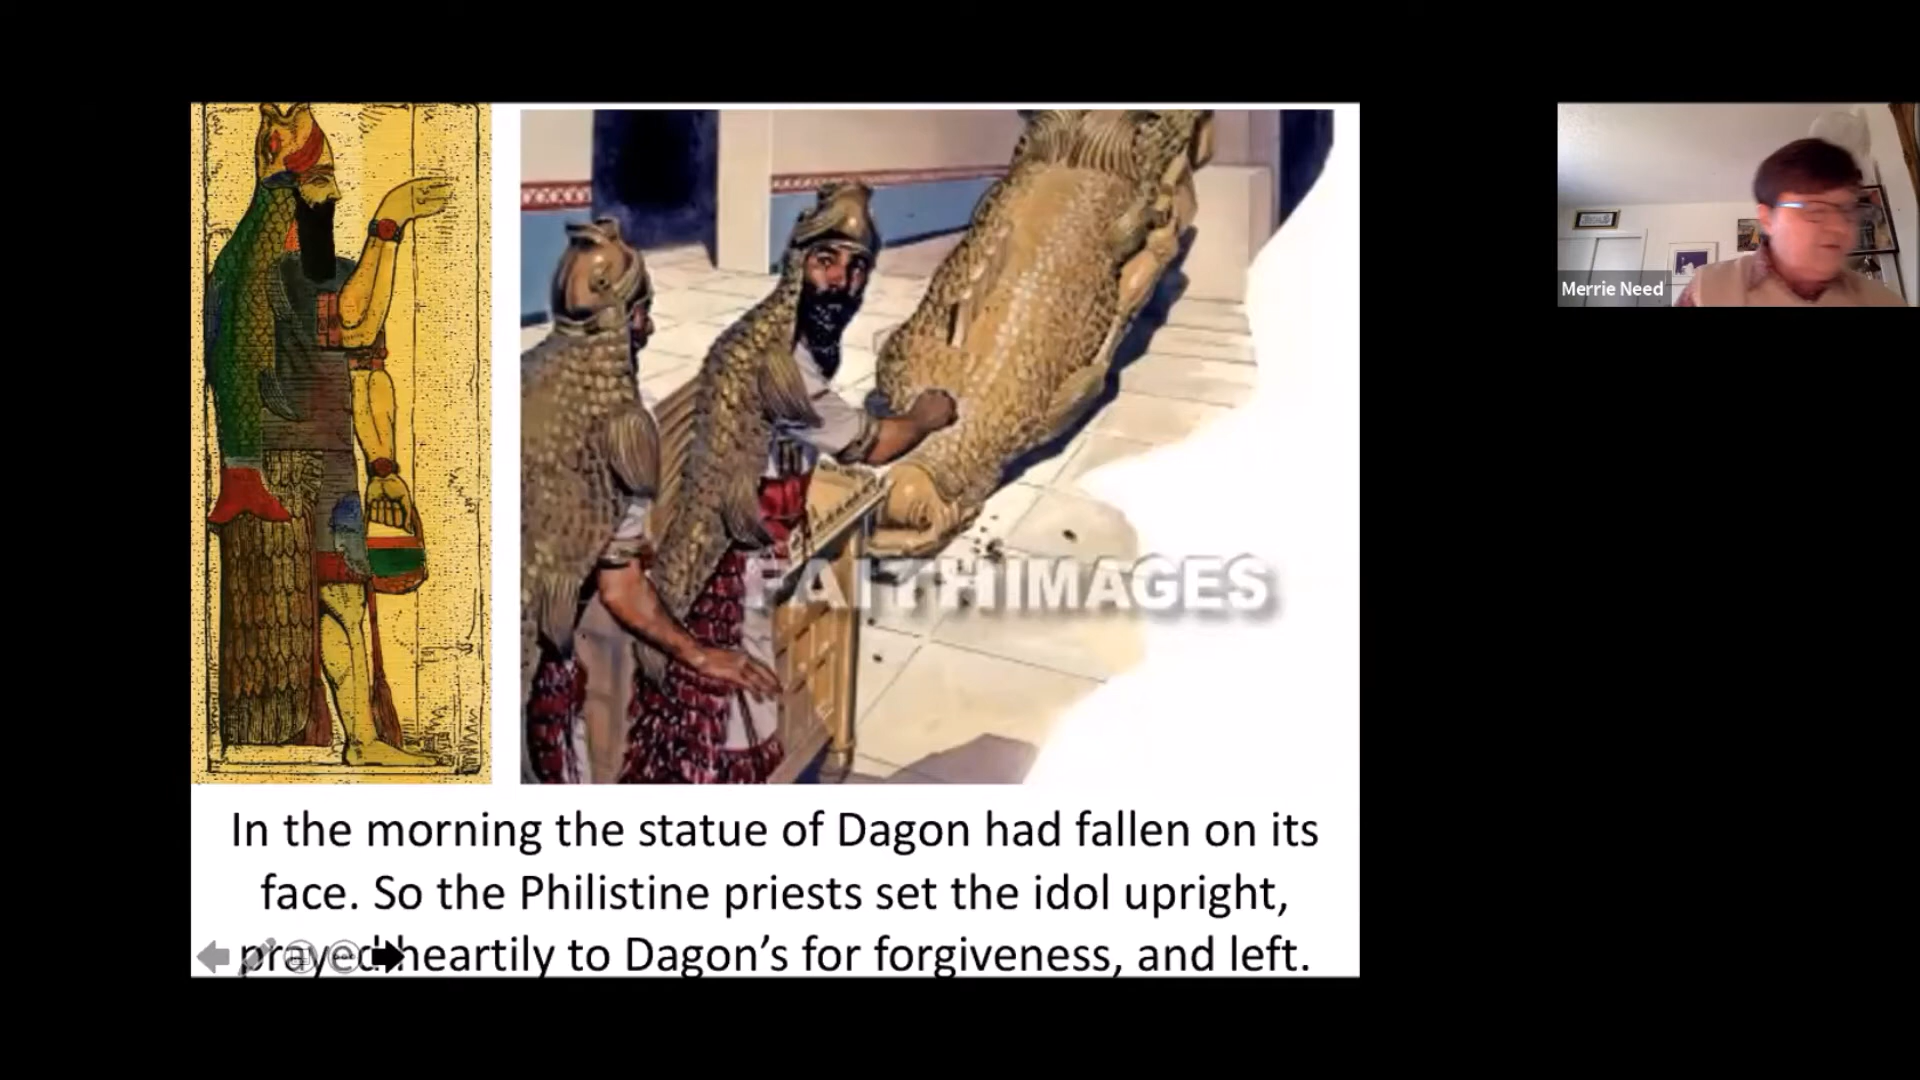 FAITHIMAGES
Merrie Need
In the morning the statue of Dagon had fallen on its
face. So the Philistine priests set the idol upright,
prayed heartily to Dagon's for forgiveness, and left.